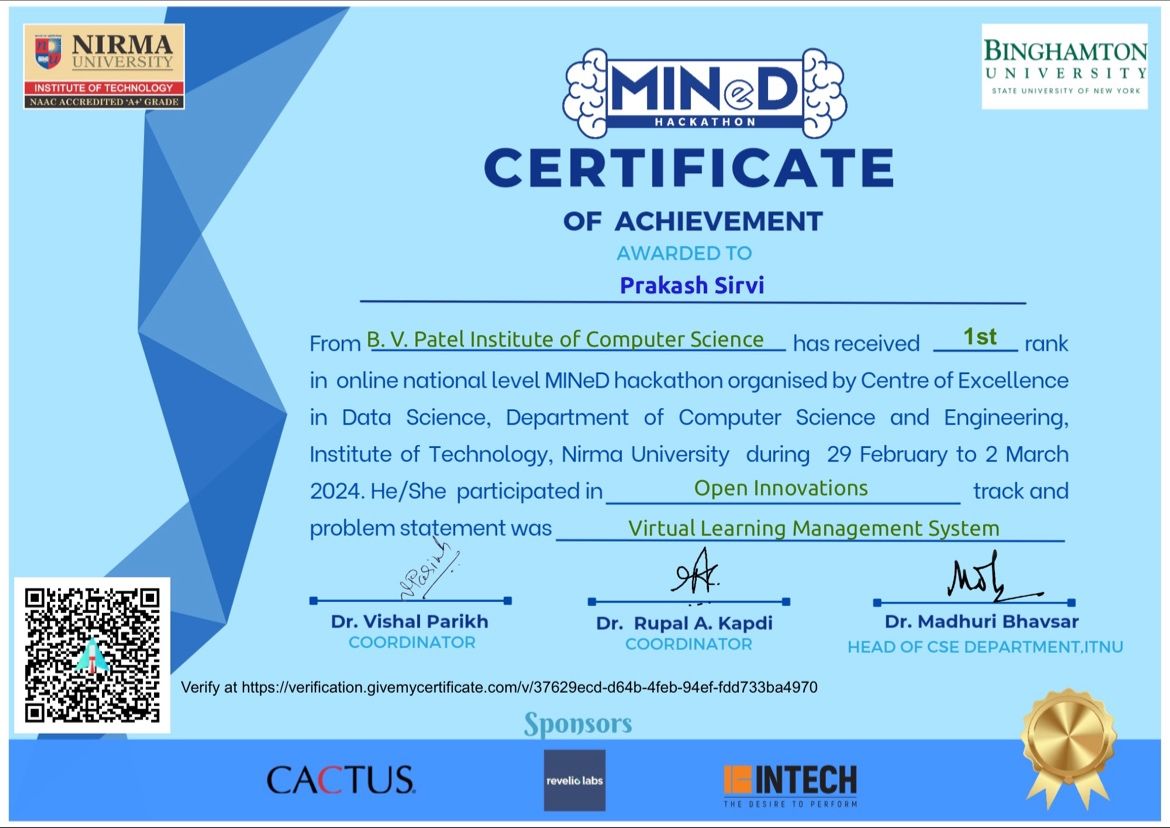 NIRMA
UNIVERSITY
INSTITUTE OF TECHNOLOGY
NAAC ACCREDITED 'A+' GRADE
MINeD
HACKATHON
BINGHAMTON
UNIVERSITY
STATE UNIVERSITY OF NEW YORK
CERTIFICATE
OF ACHIEVEMENT
AWARDED TO
Prakash Sirvi
From B. V. Patel Institute of Computer Science has received 1st rank
in online national level MINeD hackathon organised by Centre of Excellence
in Data Science, Department of Computer Science and Engineering,
Institute of Technology, Nirma University during 29 February to 2 March
2024. He/She participated in Open Innovations track and
problem statement was Virtual Learning Management System
Dr. Vishal Parikh
COORDINATOR
Dr. Rupal A. Kapdi
COORDINATOR
Dr. Madhuri Bhavsar
HEAD OF CSE DEPARTMENT,ITNU
Verify at https://verification.givemycertificate.com/v/37629ecd-d64b-4feb-94ef-fdd733ba4970
Sponsors
CACTUS
revelio labs
INTECH
THE DESIRE TO PERFORM